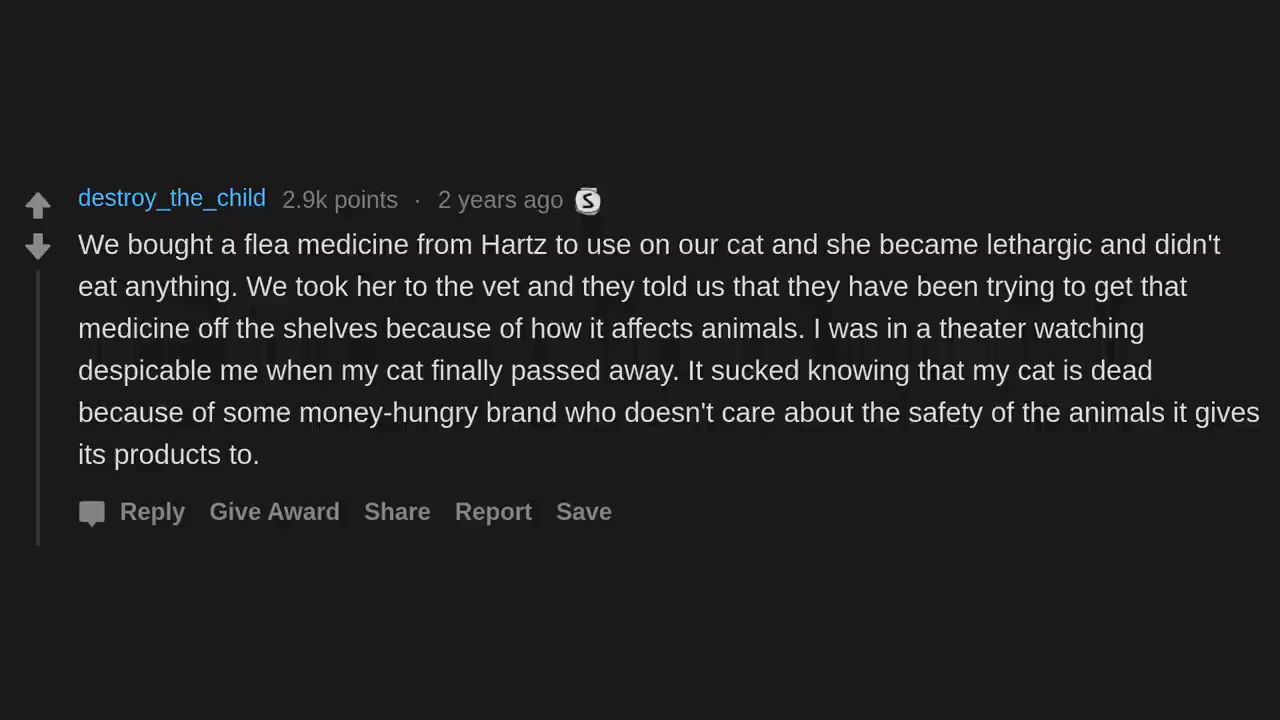 destroy_the_child 2.9k points · 2 years ago S
We bought a flea medicine from Hartz to use on our cat and she became lethargic and didn't
eat anything. We took her to the vet and they told us that they have been trying to get that
medicine off the shelves because of how it affects animals. I was in a theater watching
despicable me when my cat finally passed away. It sucked knowing that my cat is dead
because of some money-hungry brand who doesn't care about the safety of the animals it gives
its products to.
Reply Give Award Share Report Save